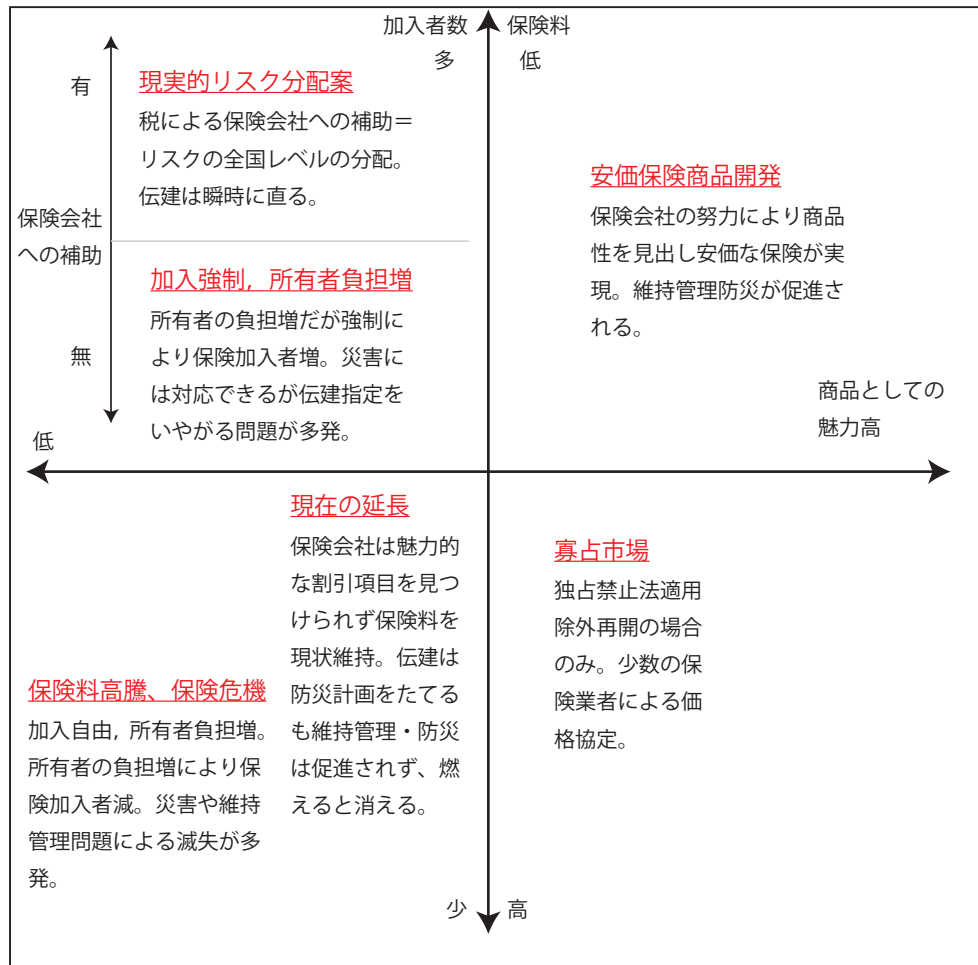 加入者数
多
保険料
低
有
保険会社
への補助
無
現実的リスク分配案
税による保険会社への補助＝
リスクの全国レベルの分配。
伝建は瞬時に直る。
加入強制，所有者負担増
所有者の負担増だが強制に
より保険加入者増。災害に
は対応できるが伝建指定を
いやがる問題が多発。
安価保険商品開発
保険会社の努力により商品
性を見出し安価な保険が実
現。維持管理防災が促進さ
れる。
低
商品としての
魅力高
現在の延長
保険会社は魅力的
な割引項目を見つ
けられず保険料を
現状維持。伝建は
防災計画をたてる
も維持管理・防災
は促進されず、燃
えると消える。
寡占市場
独占禁止法適用
除外再開の場合
のみ。少数の保
険業者による価
格協定。
保険料高騰、保険危機
加入自由，所有者負担増。
所有者の負担増により保
険加入者減。災害や維持
管理問題による滅失が多
発。
少
高